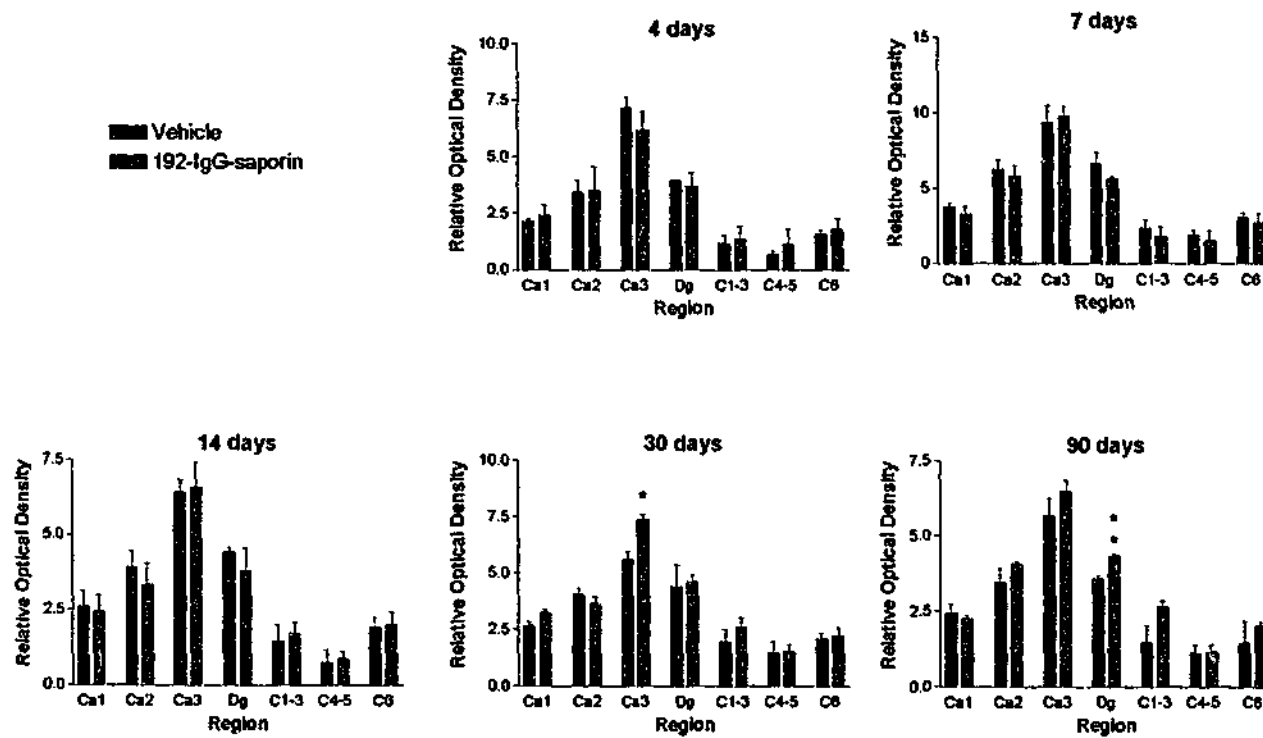 Vehicle
192-IgG-saporin
4 days
Relative Optical Density
10.0
7.5
5.0
2.5
0.0
Ca1 Ca2 Ca3 Dg C1-3 C4-5 C6
Region
7 days
Relative Optical Density
15
10
5
0
Ca1 Ca2 Ca3 Dg C1-3 C4-5 C6
Region
14 days
Relative Optical Density
7.5
5.0
2.5
0.0
Ca1 Ca2 Ca3 Dg C1-3 C4-5 C6
Region
30 days
Relative Optical Density
10.0
7.5
5.0
2.5
0.0
*
Ca1 Ca2 Ca3 Dg C1-3 C4-5 C6
Region
90 days
Relative Optical Density
7.5
5.0
2.5
0.0
*
*
Ca1 Ca2 Ca3 Dg C1-3 C4-5 C6
Region